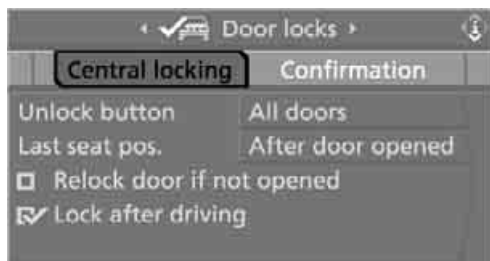 Door locks
Central locking Confirmation
Unlock button All doors
Last seat pos. After door opened
Relock door if not opened
Lock after driving